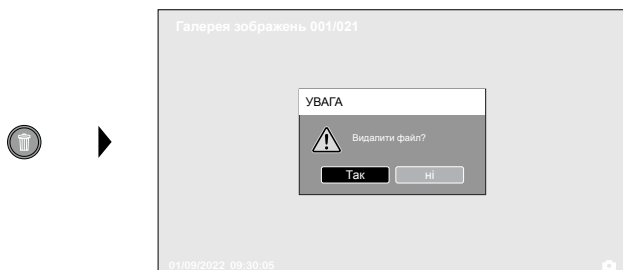 Галерея зображень 001/021
УВАГА
Видалити файл?
Так
ні
01/09/2022 09:30:05